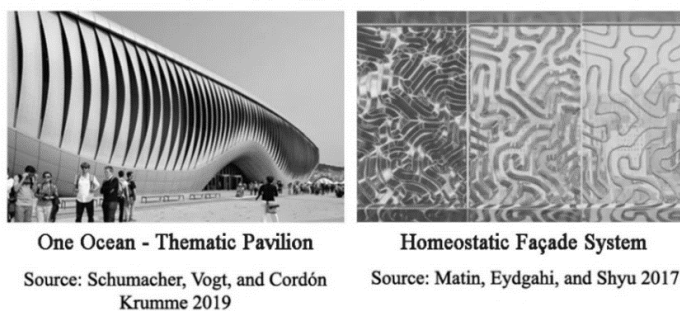 One Ocean - Thematic Pavilion
Source: Schumacher, Vogt, and Cordón
Krumme 2019
Homeostatic Façade System
Source: Matin, Eydgahi, and Shyu 2017